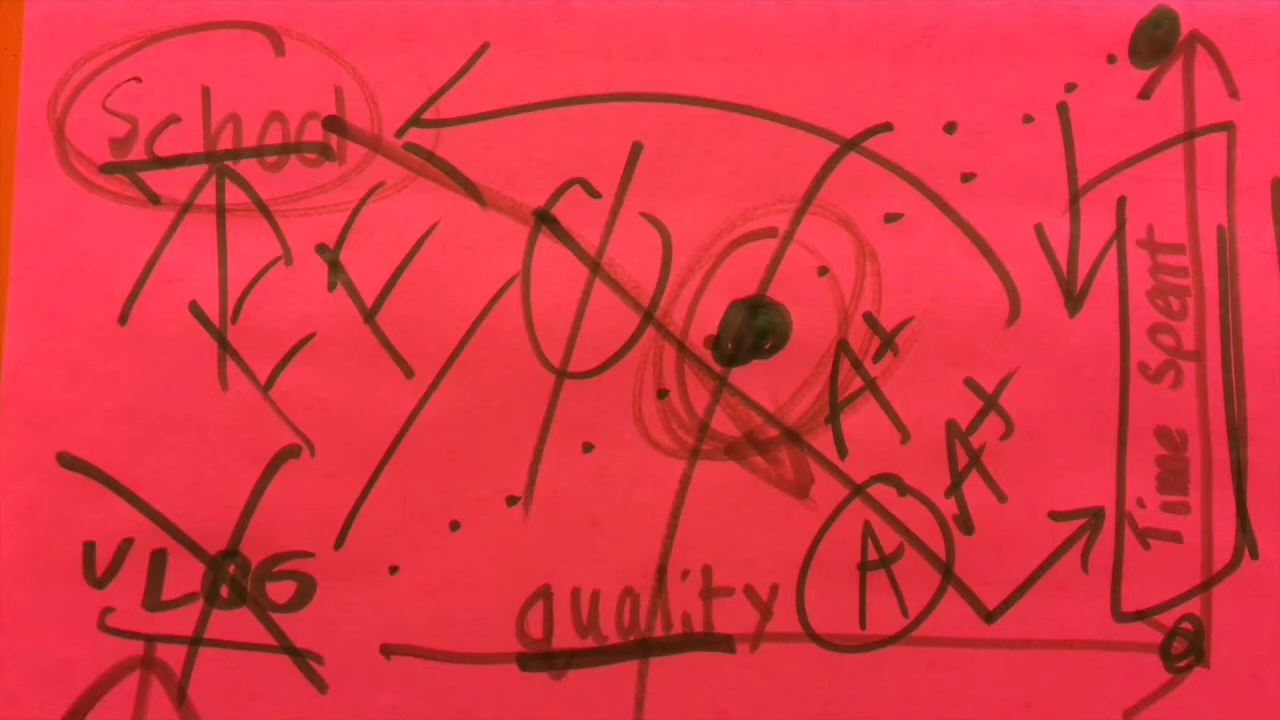 School
A+
A+
Time Spent
A
VLOG
quality